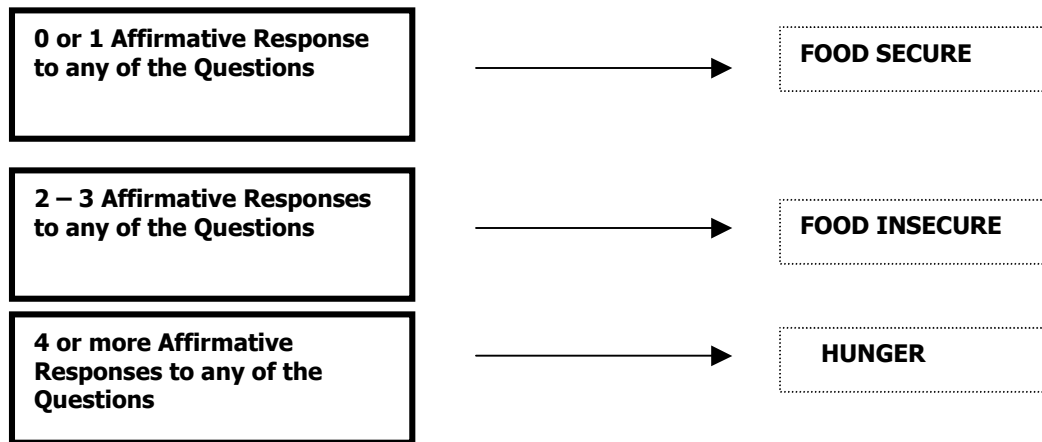 0 or 1 Affirmative Response
to any of the Questions
FOOD SECURE
2 – 3 Affirmative Responses
to any of the Questions
FOOD INSECURE
4 or more Affirmative
Responses to any of the
Questions
HUNGER